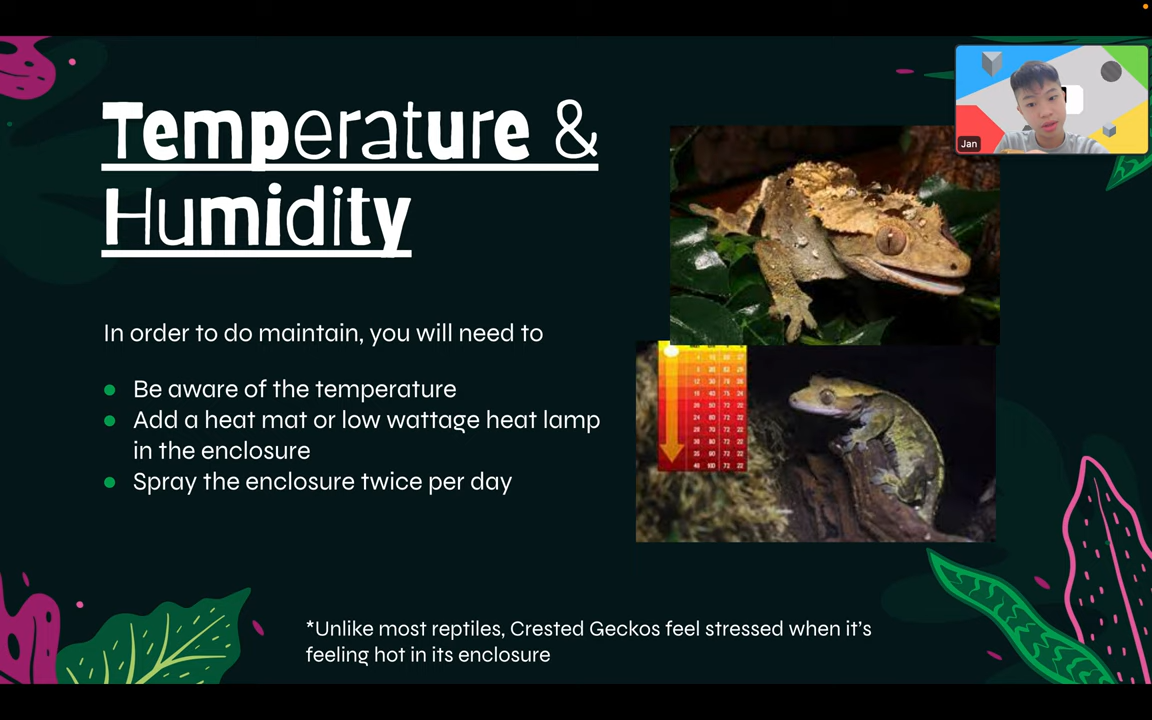 Temperature &
Humidity
Jan
In order to do maintain, you will need to
Be aware of the temperature
Add a heat mat or low wattage heat lamp
in the enclosure
Spray the enclosure twice per day
*Unlike most reptiles, Crested Geckos feel stressed when it's
feeling hot in its enclosure